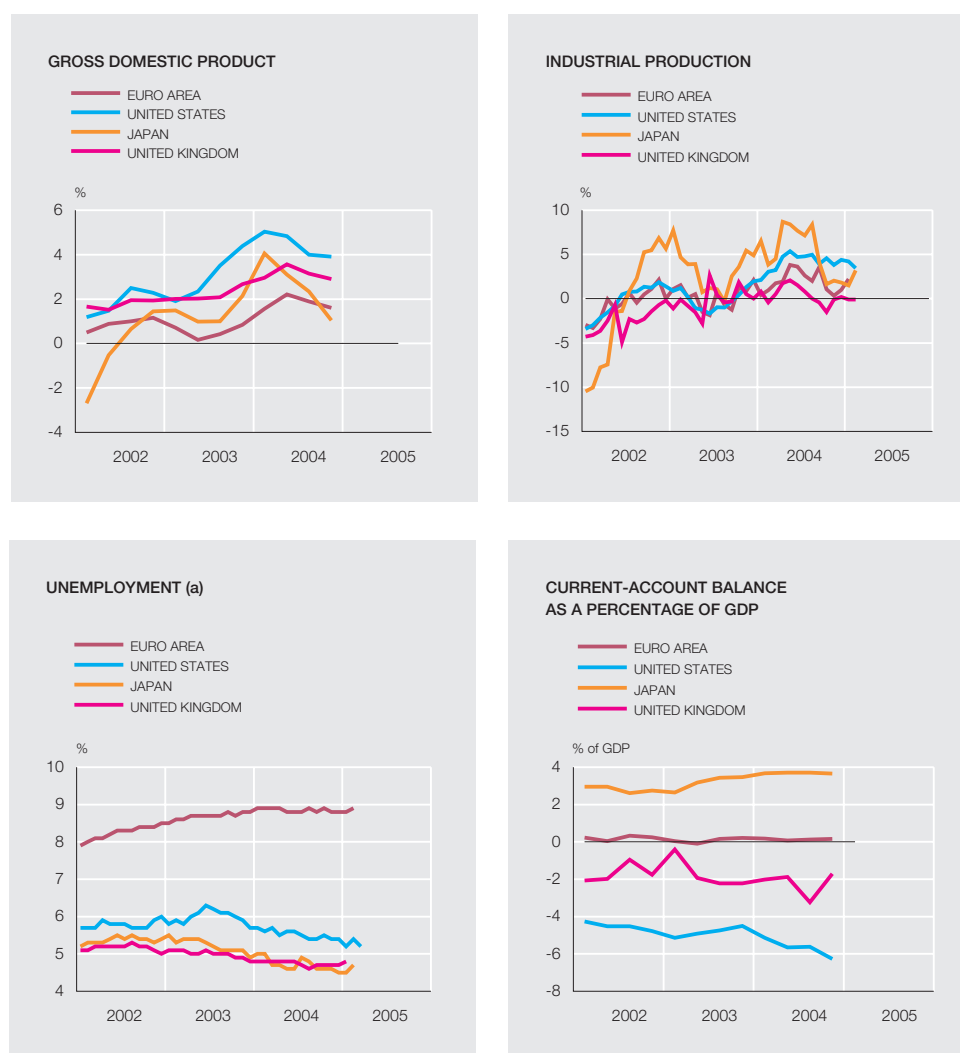 GROSS DOMESTIC PRODUCT
EURO AREA
UNITED STATES
JAPAN
UNITED KINGDOM
%
6
4
2
0
-2
-4
2002 2003 2004 2005
INDUSTRIAL PRODUCTION
EURO AREA
UNITED STATES
JAPAN
UNITED KINGDOM
%
10
5
0
-5
-10
-15
2002 2003 2004 2005
UNEMPLOYMENT (a)
EURO AREA
UNITED STATES
JAPAN
UNITED KINGDOM
%
10
9
8
7
6
5
4
2002 2003 2004 2005
CURRENT-ACCOUNT BALANCE
AS A PERCENTAGE OF GDP
EURO AREA
UNITED STATES
JAPAN
UNITED KINGDOM
% of GDP
4
2
0
-2
-4
-6
-8
2002 2003 2004 2005